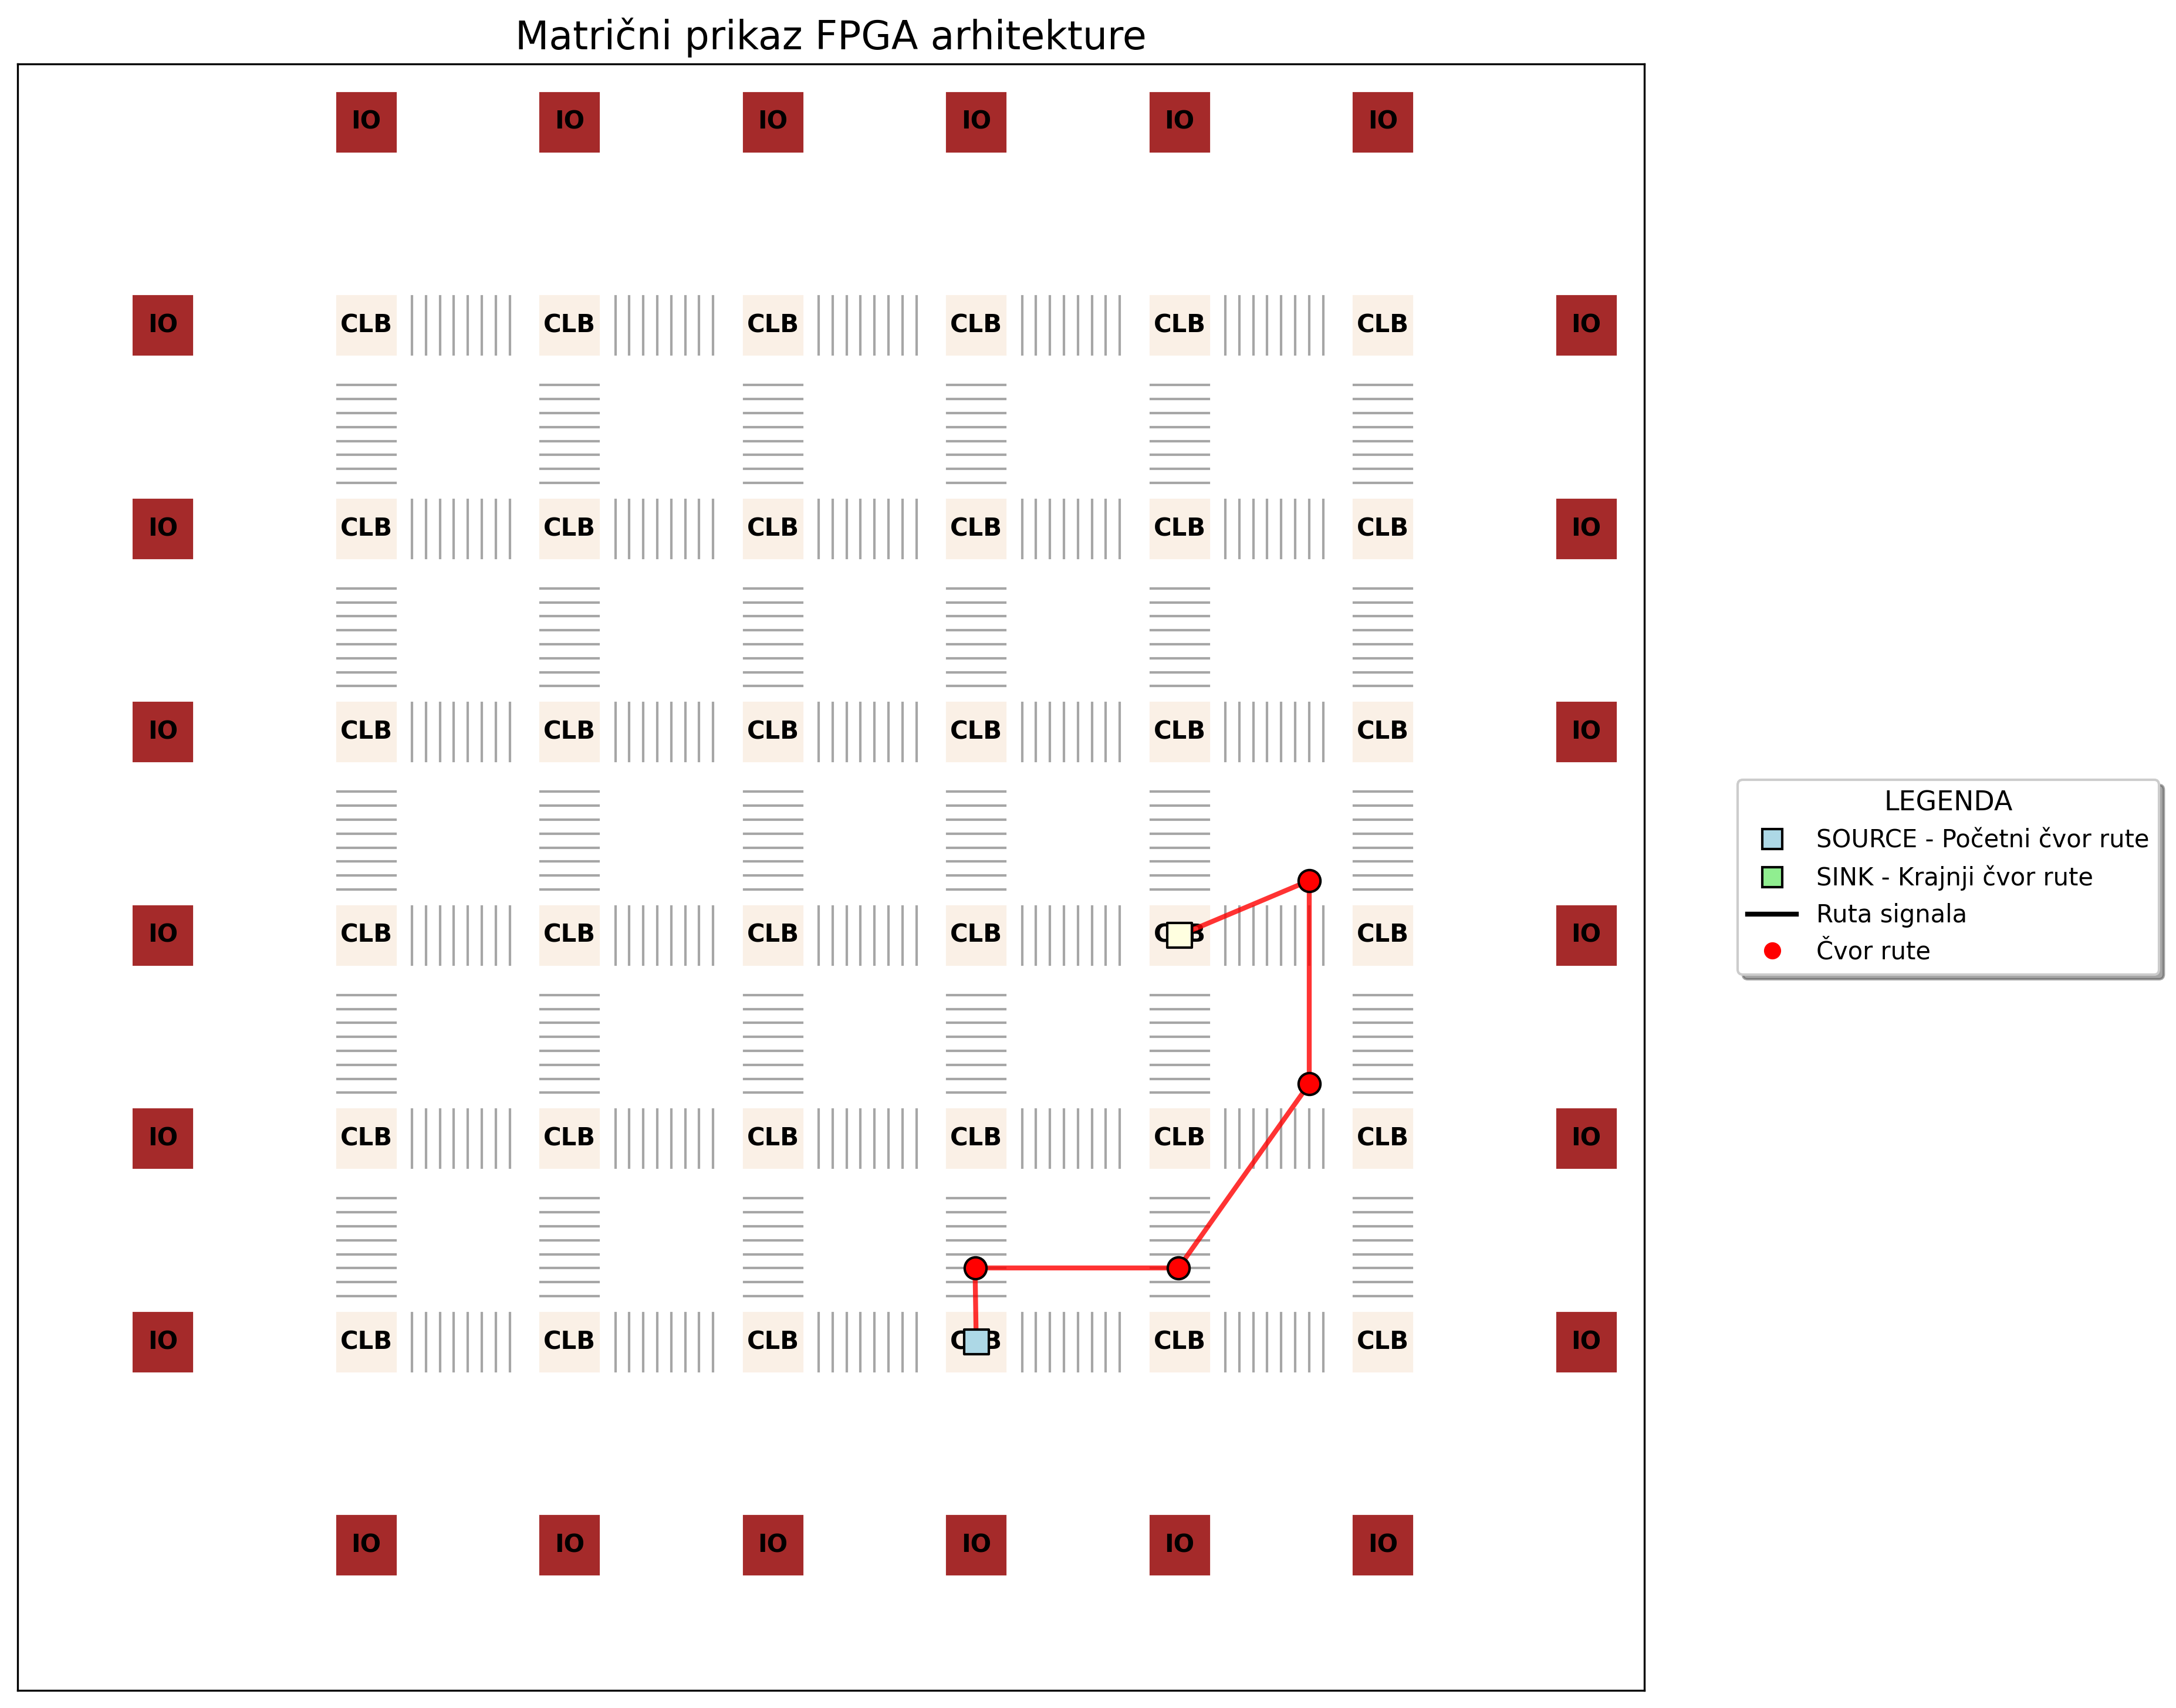 Matrični prikaz FPGA arhitekture
IO IO IO IO IO IO
IO CLB CLB CLB CLB CLB CLB IO
IO CLB CLB CLB CLB CLB CLB IO
IO CLB CLB CLB CLB CLB CLB IO
LEGENDA
SOURCE - Početni čvor rute
SINK - Krajnji čvor rute
Ruta signala
Čvor rute
IO CLB CLB CLB CLB CLB IO
IO CLB CLB CLB CLB CLB CLB IO
IO CLB CLB CLB CLB CLB IO
IO IO IO IO IO IO